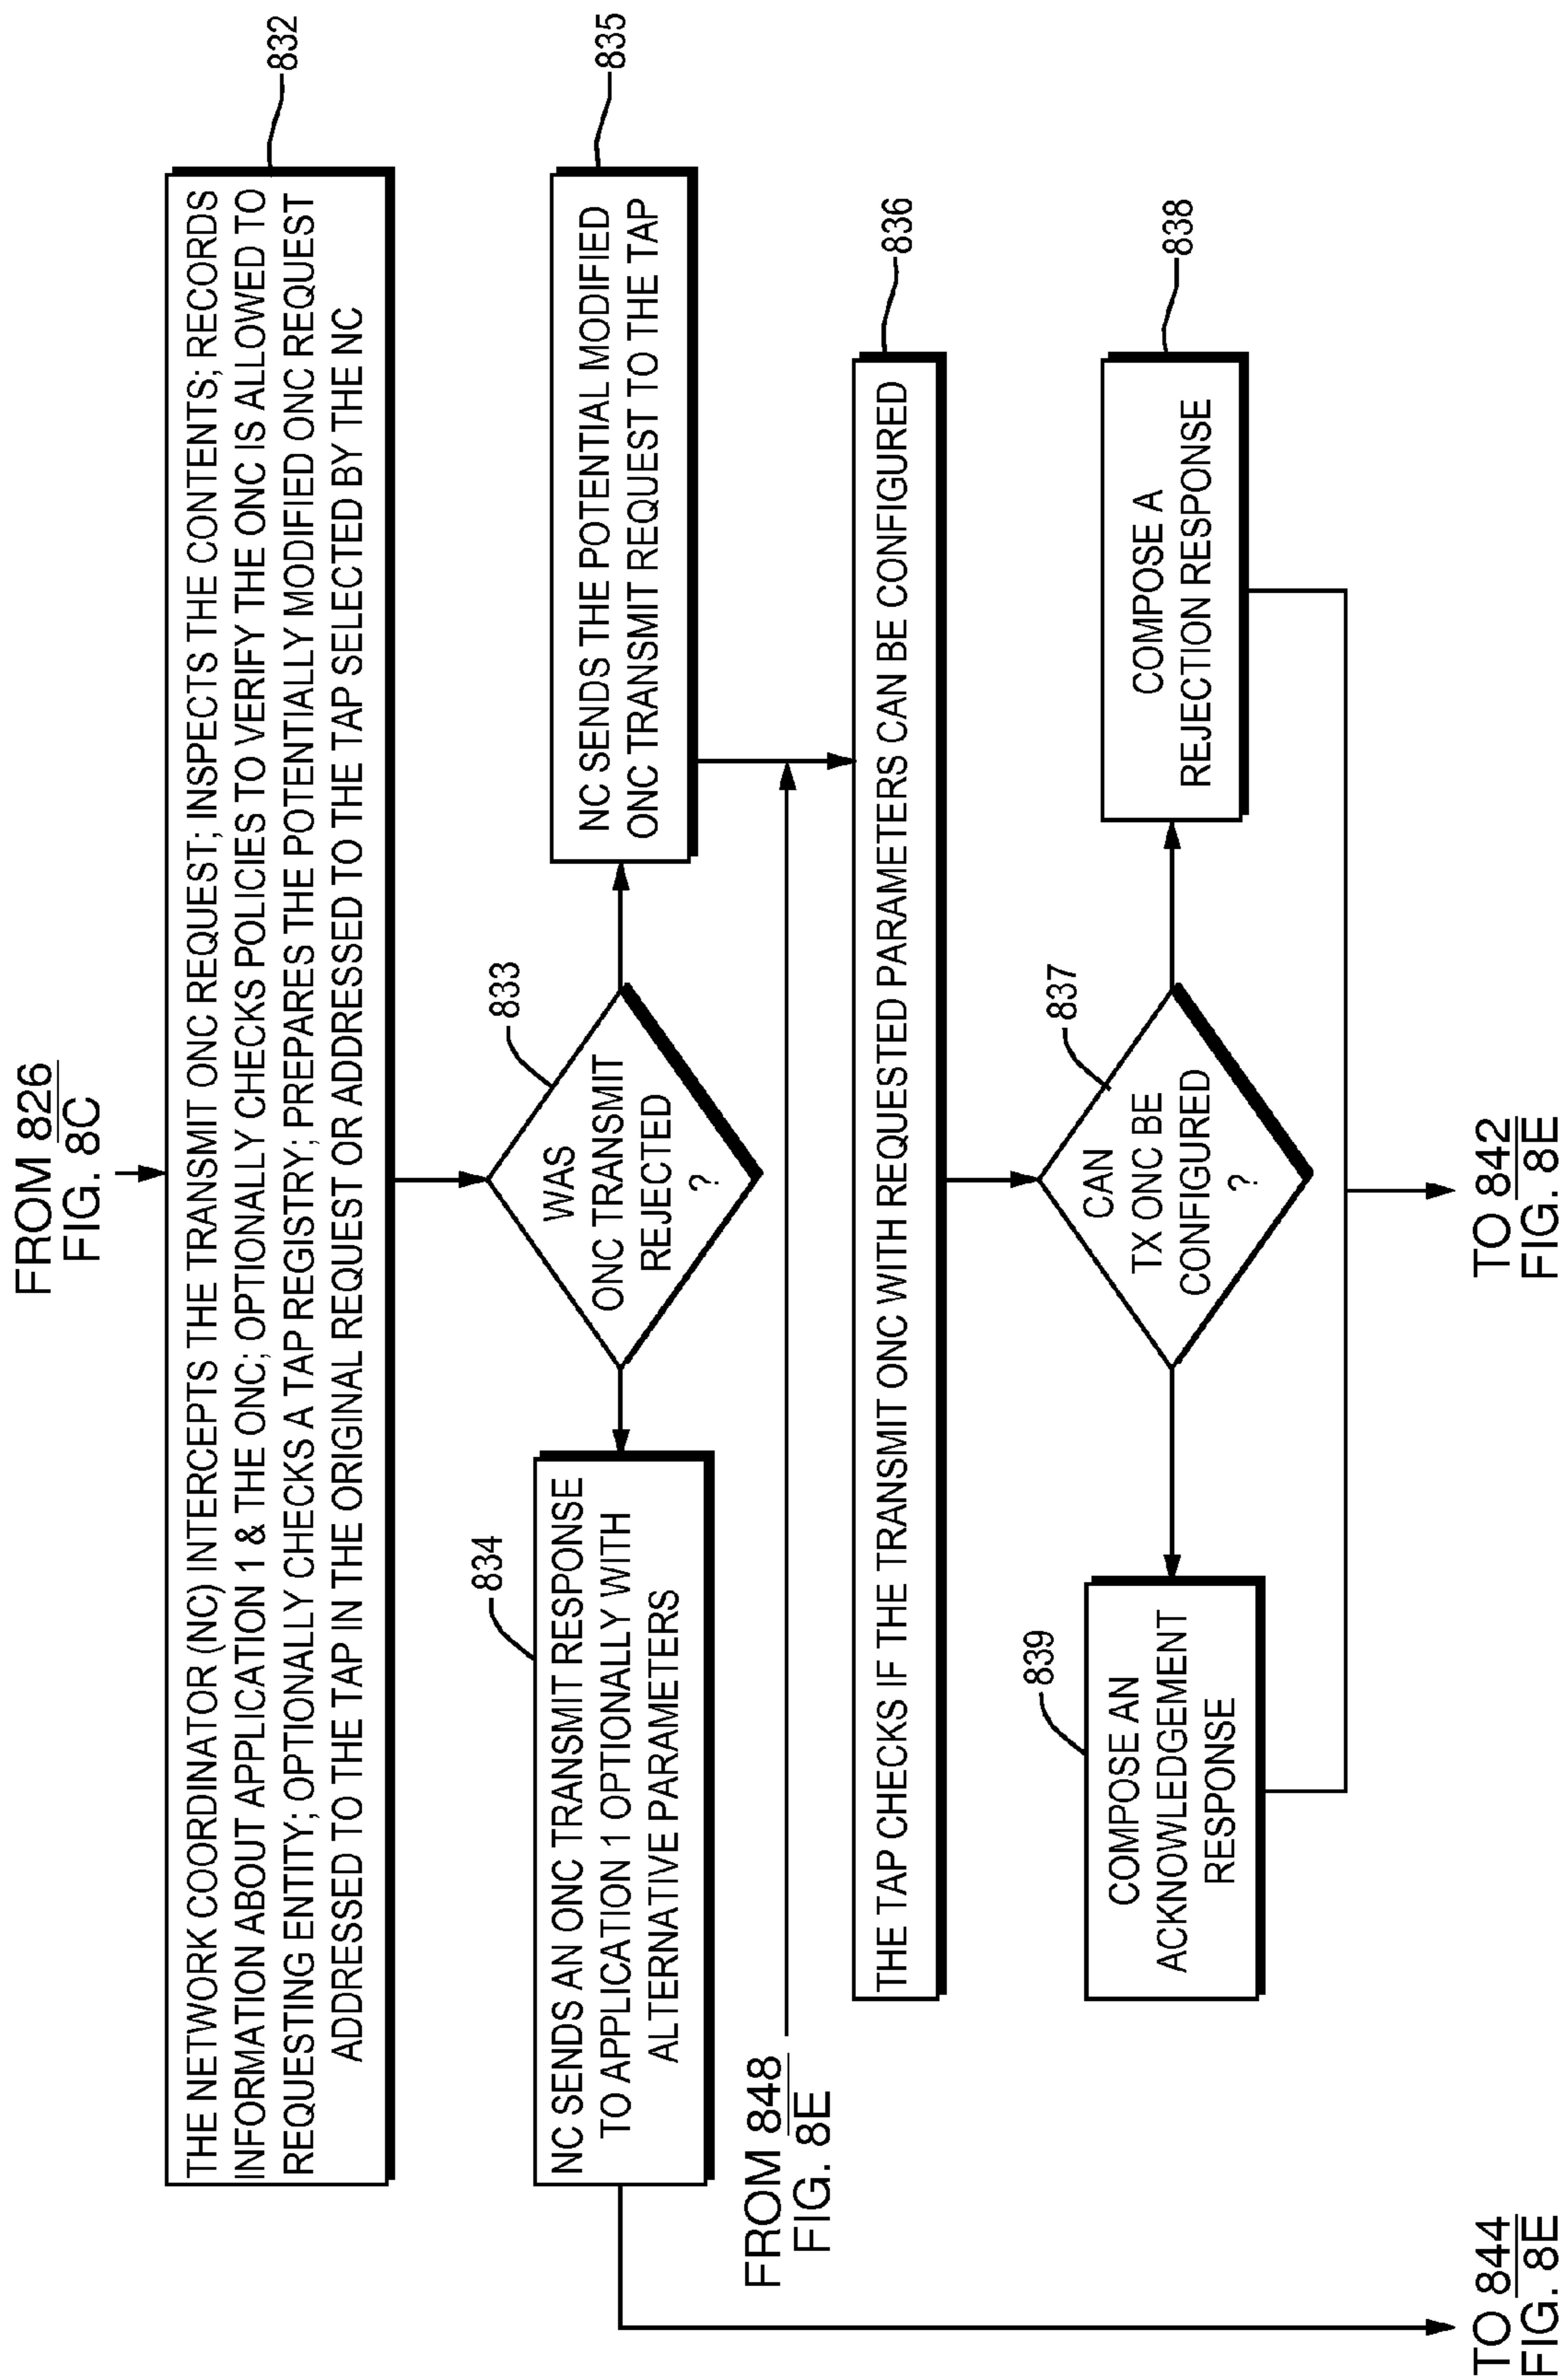 FROM 826
FIG. 8C
THE NETWORK COORDINATOR (NC) INTERCEPTS THE TRANSMIT ONC REQUEST; INSPECTS THE CONTENTS; RECORDS
INFORMATION ABOUT APPLICATION 1 & THE ONC; OPTIONALLY CHECKS POLICIES TO VERIFY THE ONC IS ALLOWED TO
REQUESTING ENTITY; OPTIONALLY CHECKS A TAP REGISTRY; PREPARES THE POTENTIALLY MODIFIED ONC REQUEST
ADDRESSED TO THE TAP IN THE ORIGINAL REQUEST OR ADDRESSED TO THE TAP SELECTED BY THE NC
832
833
WAS
ONC TRANSMIT
REJECTED
?
834
NC SENDS AN ONC TRANSMIT RESPONSE
TO APPLICATION 1 OPTIONALLY WITH
ALTERNATIVE PARAMETERS
835
NC SENDS THE POTENTIAL MODIFIED
ONC TRANSMIT REQUEST TO THE TAP
FROM 848
FIG. 8E
836
THE TAP CHECKS IF THE TRANSMIT ONC WITH REQUESTED PARAMETERS CAN BE CONFIGURED
837
CAN
TX ONC BE
CONFIGURED
?
839
COMPOSE AN
ACKNOWLEDGEMENT
RESPONSE
838
COMPOSE A
REJECTION RESPONSE
TO 844
FIG. 8E
TO 842
FIG. 8E